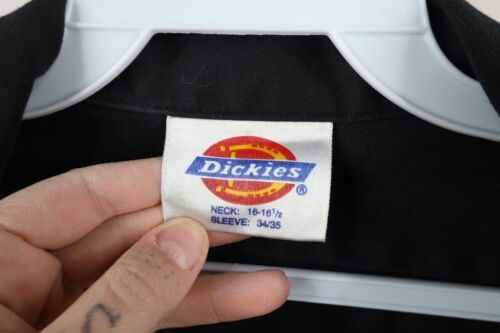 Dickies ®
NECK: 16-16½
SLEEVE: 34/35